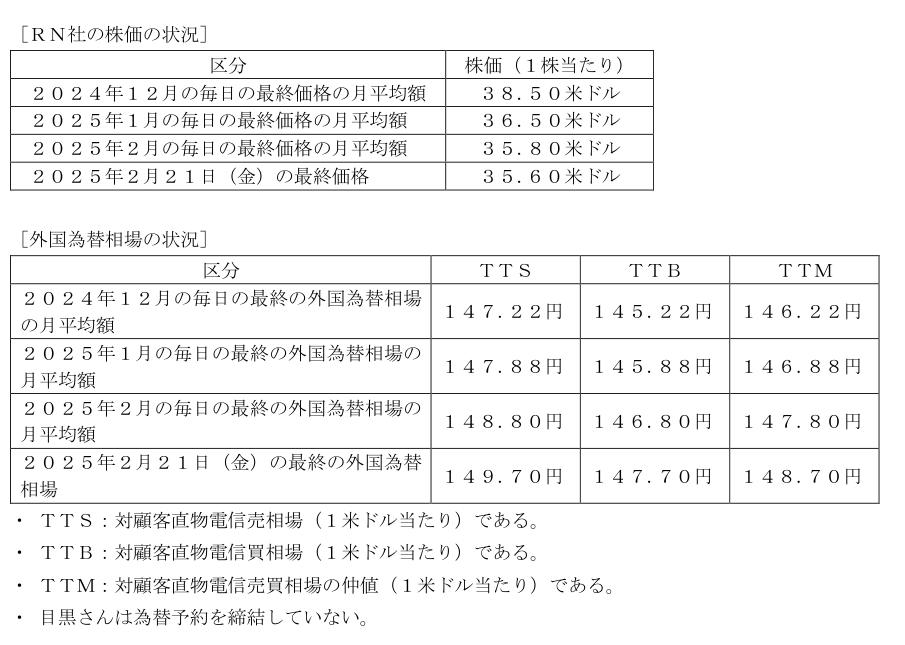 ［ＲＮ社の株価の状況］
区分 株価（１株当たり）
２０２４年１２月の毎日の最終価格の月平均額 ３８．５０米ドル
２０２５年１月の毎日の最終価格の月平均額 ３６．５０米ドル
２０２５年２月の毎日の最終価格の月平均額 ３５．８０米ドル
２０２５年２月２１日（金）の最終価格 ３５．６０米ドル
［外国為替相場の状況］
区分 ＴＴＳ ＴＴＢ ＴＴＭ
２０２４年１２月の毎日の最終の外国為替相場
の月平均額 １４７．２２円 １４５．２２円 １４６．２２円
２０２５年１月の毎日の最終の外国為替相場の
月平均額 １４７．８８円 １４５．８８円 １４６．８８円
２０２５年２月の毎日の最終の外国為替相場の
月平均額 １４８．８０円 １４６．８０円 １４７．８０円
２０２５年２月２１日（金）の最終の外国為替
相場 １４９．７０円 １４７．７０円 １４８．７０円
・ ＴＴＳ：対顧客直物電信売相場（１米ドル当たり）である。
・ ＴＴＢ：対顧客直物電信買相場（１米ドル当たり）である。
・ ＴＴＭ：対顧客直物電信売買相場の仲値（１米ドル当たり）である。
・ 目黒さんは為替予約を締結していない。